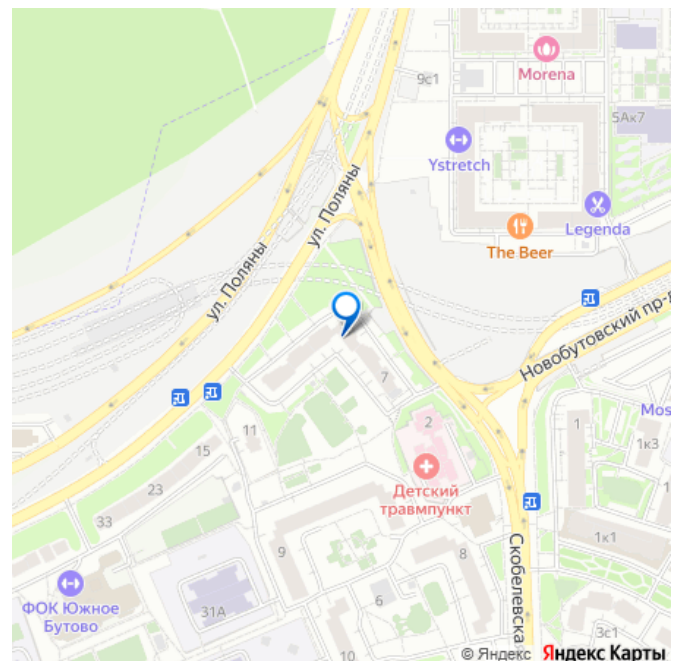 9с1
Morena
5Ак7
Ystretch
ул. Поляны
ул. Поляны
Legenda
The Beer
Новобутовский пр-д
7
2
1
Mos
11
15
1к3
Детский
травмпункт
23
33
9
8
1к1
Скобелевская
ФОК Южное
Бутово
31А
6
10
3с1
© Яндекс Яндекс Карты